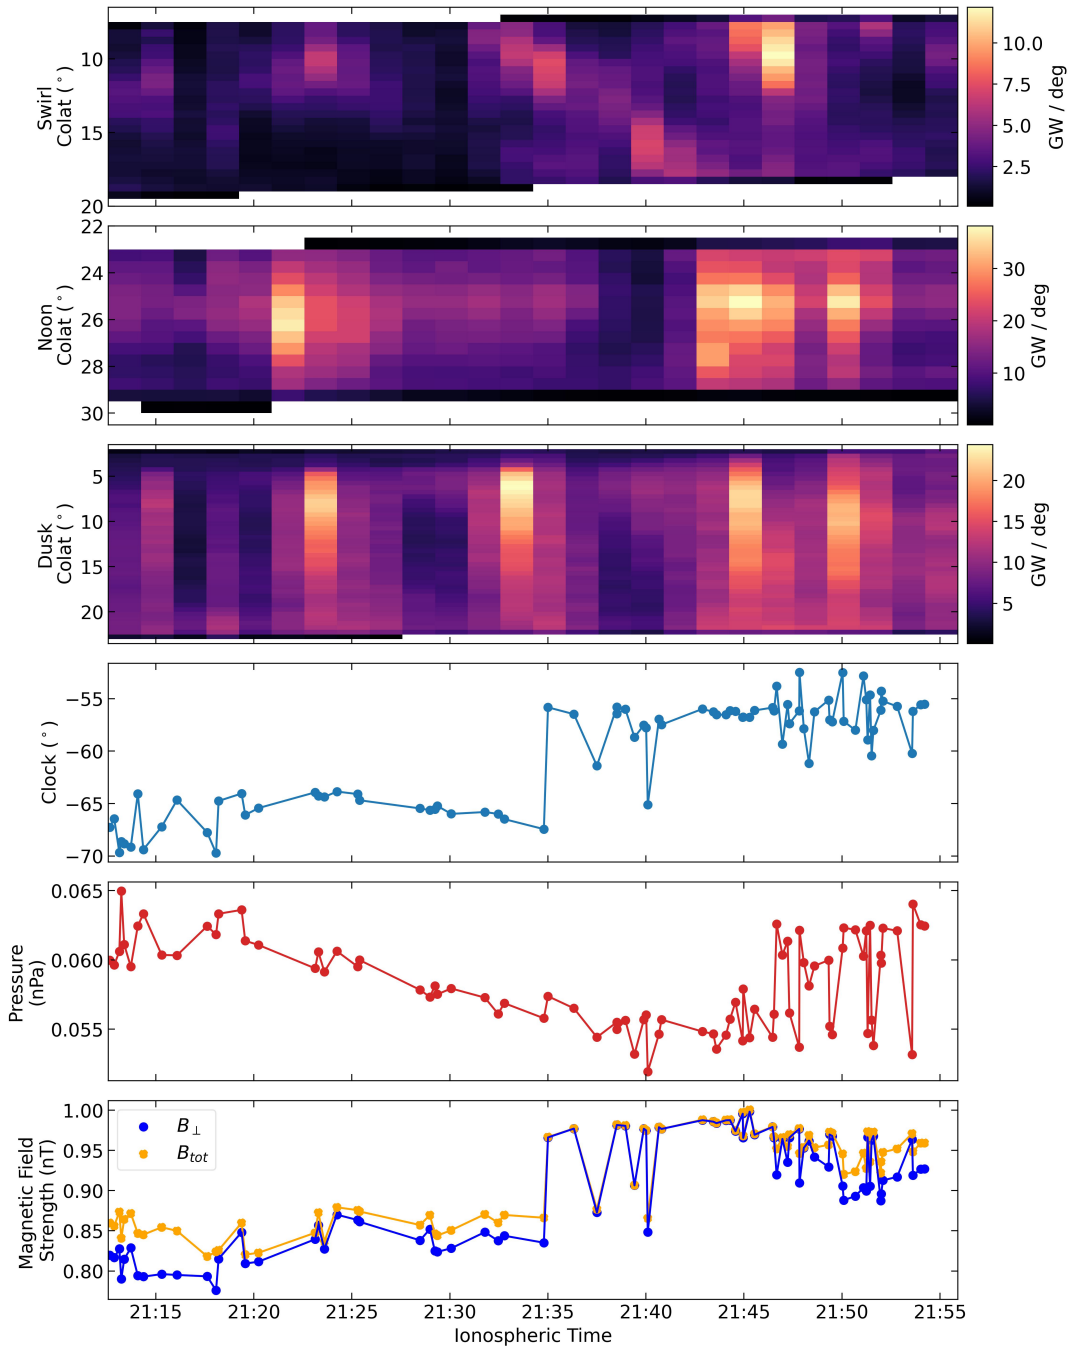 Swirl
Colat (°)
10
15
20
10.0
7.5
5.0
2.5
GW / deg
Noon
Colat (°)
22
24
26
28
30
30
20
10
GW / deg
Dusk
Colat (°)
5
10
15
20
20
15
10
5
GW / deg
Clock (°)
−55
−60
−65
−70
Pressure
(nPa)
0.065
0.060
0.055
Magnetic Field
Strength (nT)
1.00
0.95
0.90
0.85
0.80
B⊥
Btot
21:15 21:20 21:25 21:30 21:35 21:40 21:45 21:50 21:55
Ionospheric Time